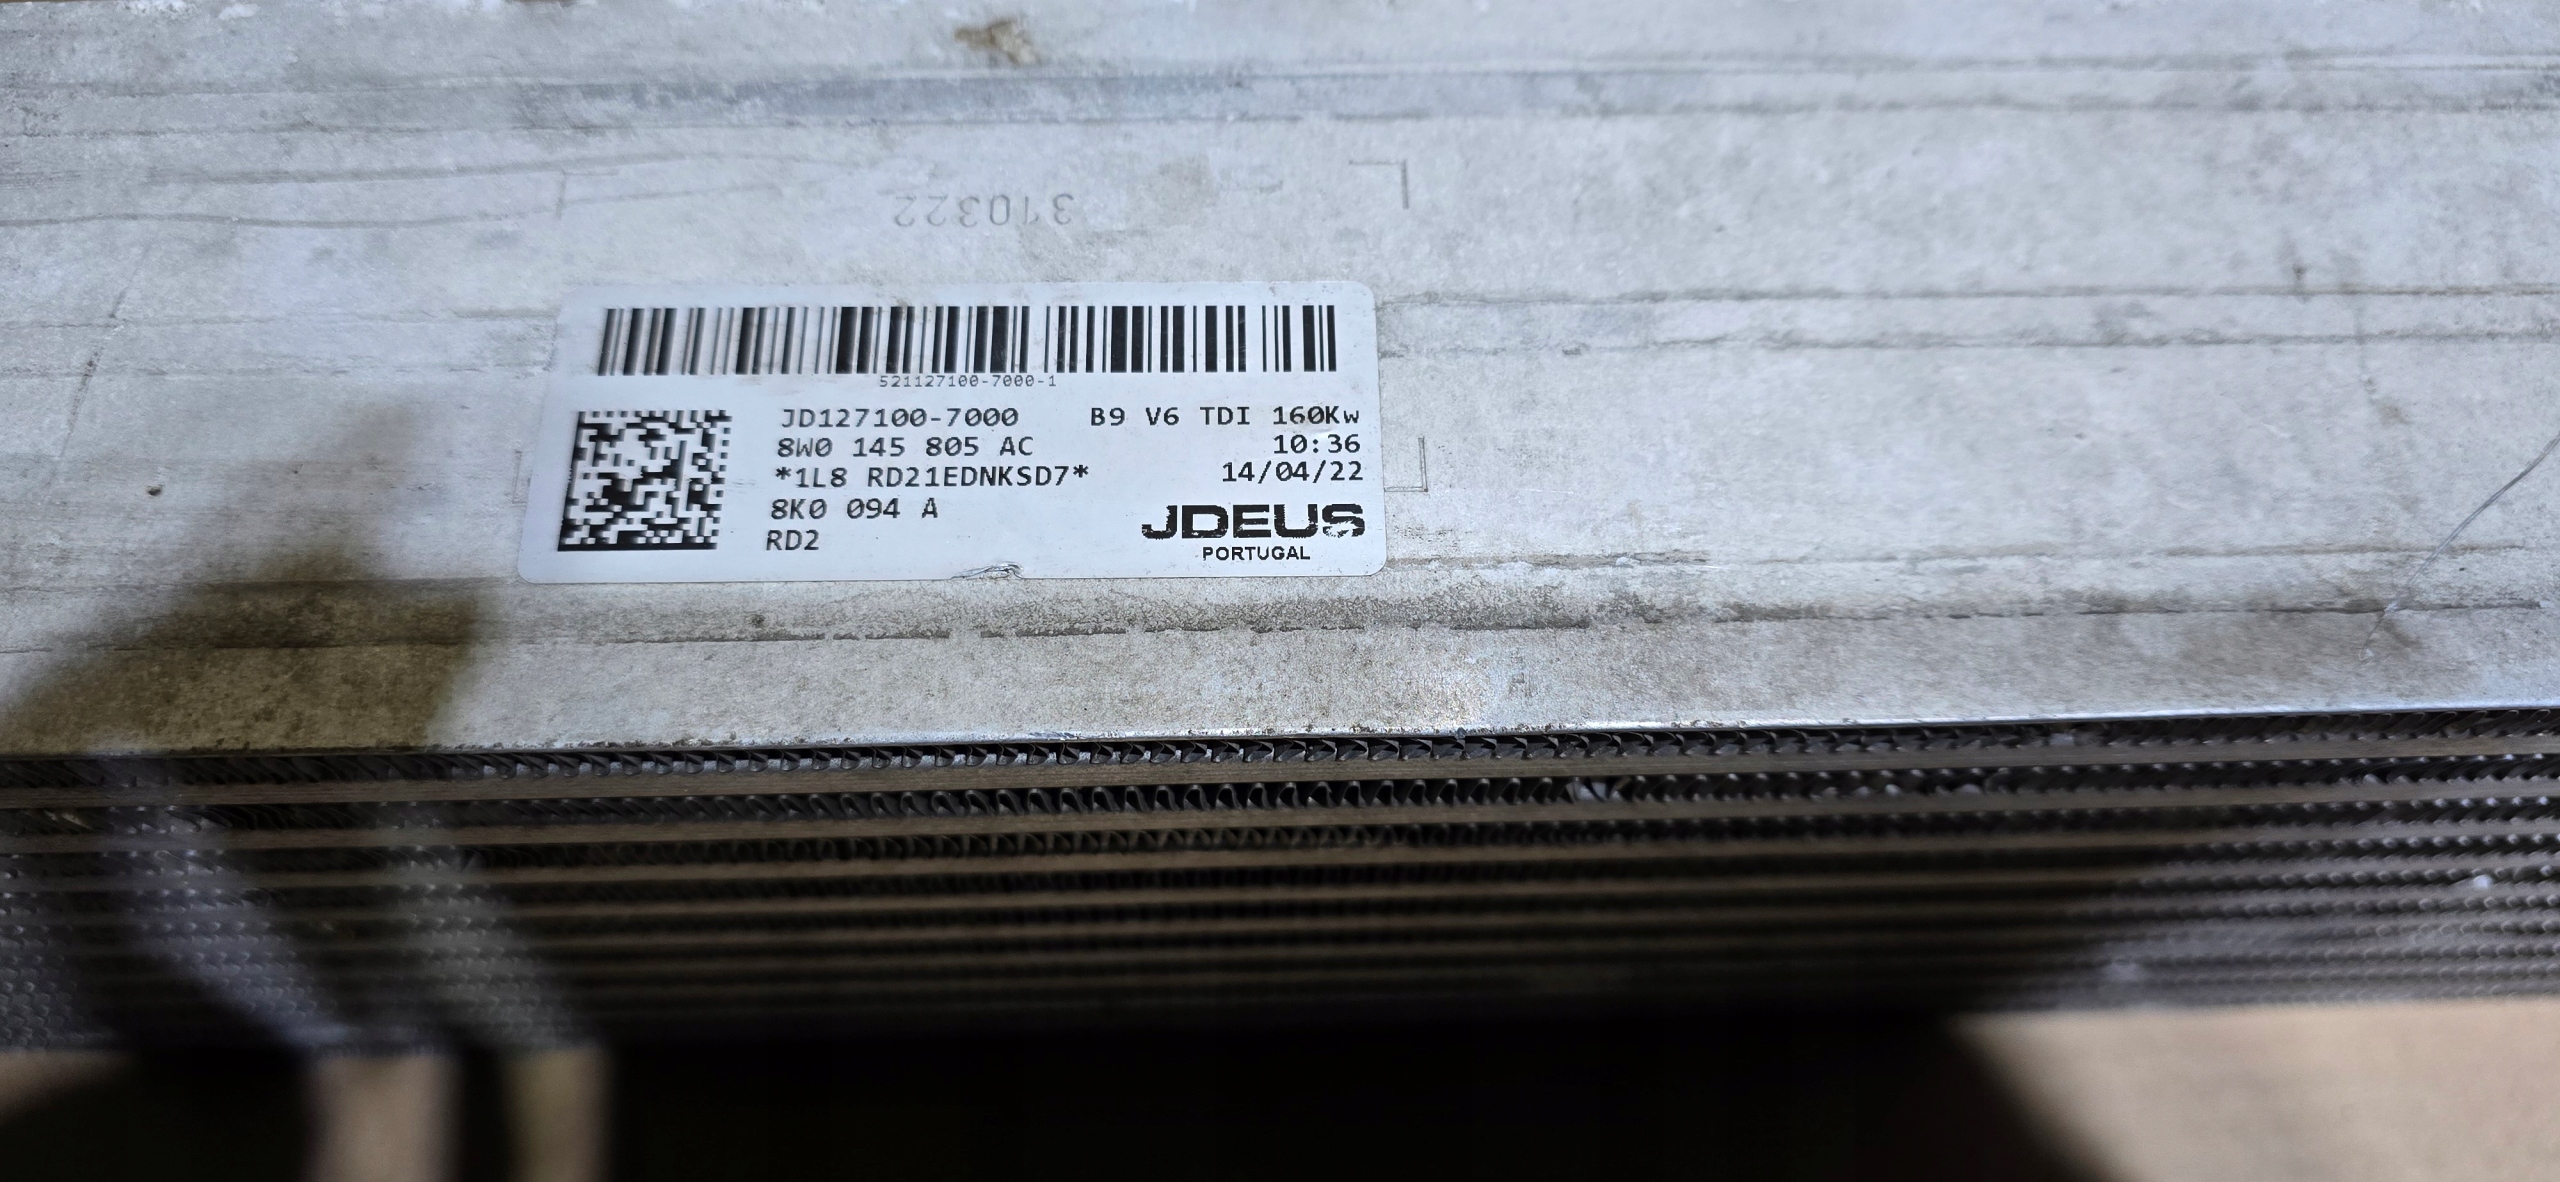 310322
521127100-7000-1
JD127100-7000 B9 V6 TDI 160Kw
8W0 145 805 AC 10:36
*1L8 RD21EDNKSD7* 14/04/22
8K0 094 A
RD2
JDEUS
PORTUGAL